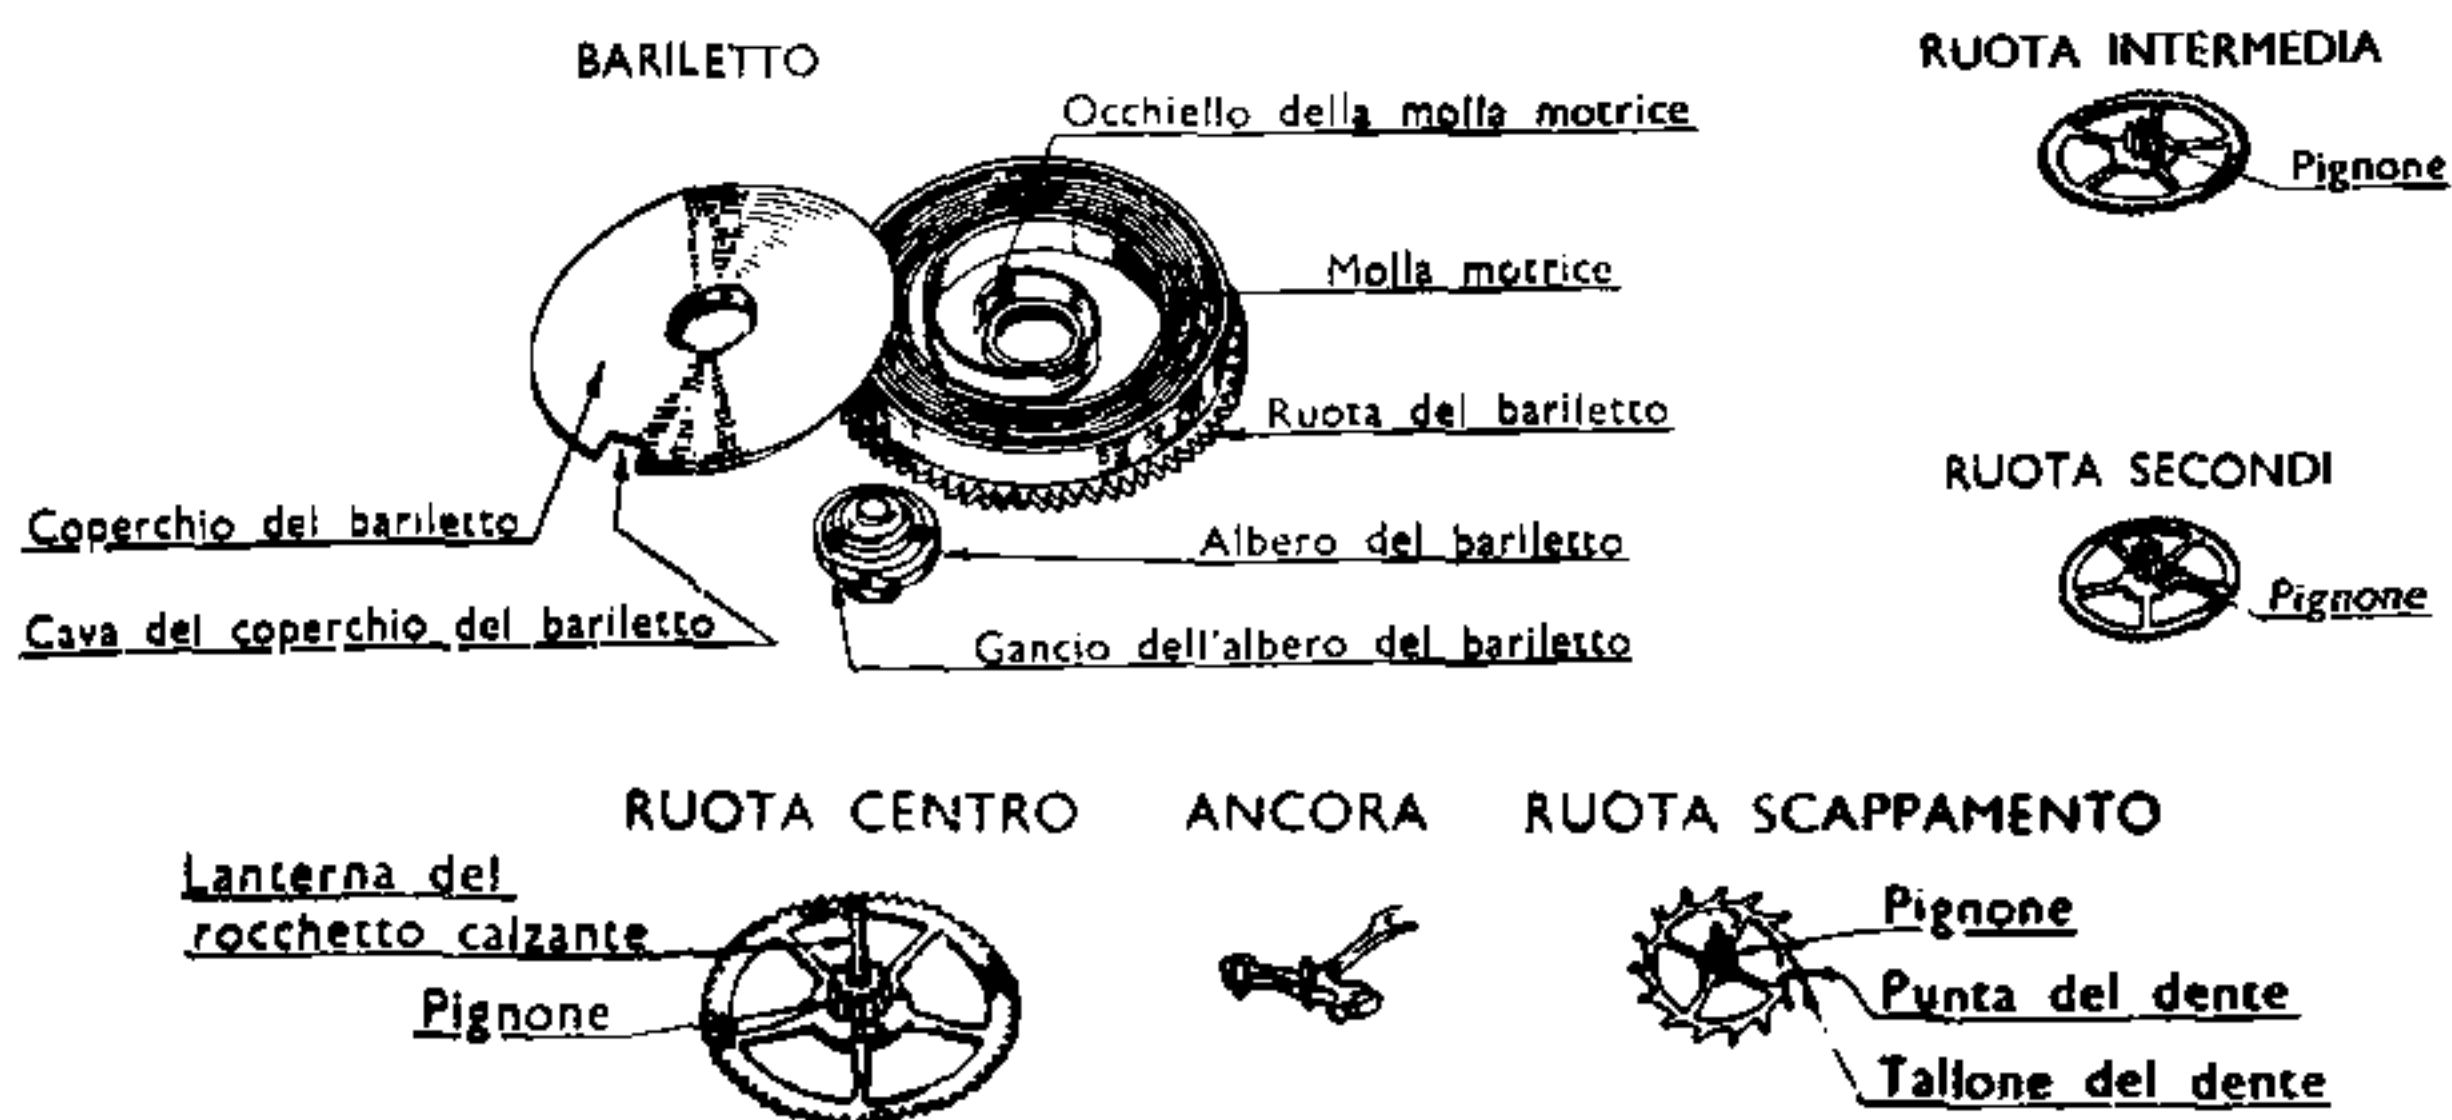 BARILETTO
Occhiello della molla motrice
Molla motrice
Ruota del bariletto
Coperchio del bariletto
Albero del bariletto
Cava del coperchio del bariletto
Gancio dell'albero del bariletto
RUOTA INTERMEDIA
Pignone
RUOTA SECONDI
Pignone
RUOTA CENTRO
Lanterna del
rocchetto calzante
Pignone
ANCORA
RUOTA SCAPPAMENTO
Pignone
Punta del dente
Tallone del dente